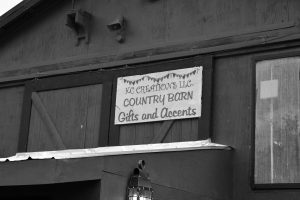 KC CREATIONS LLC.
COUNTRY BARN
Gifts and Accents